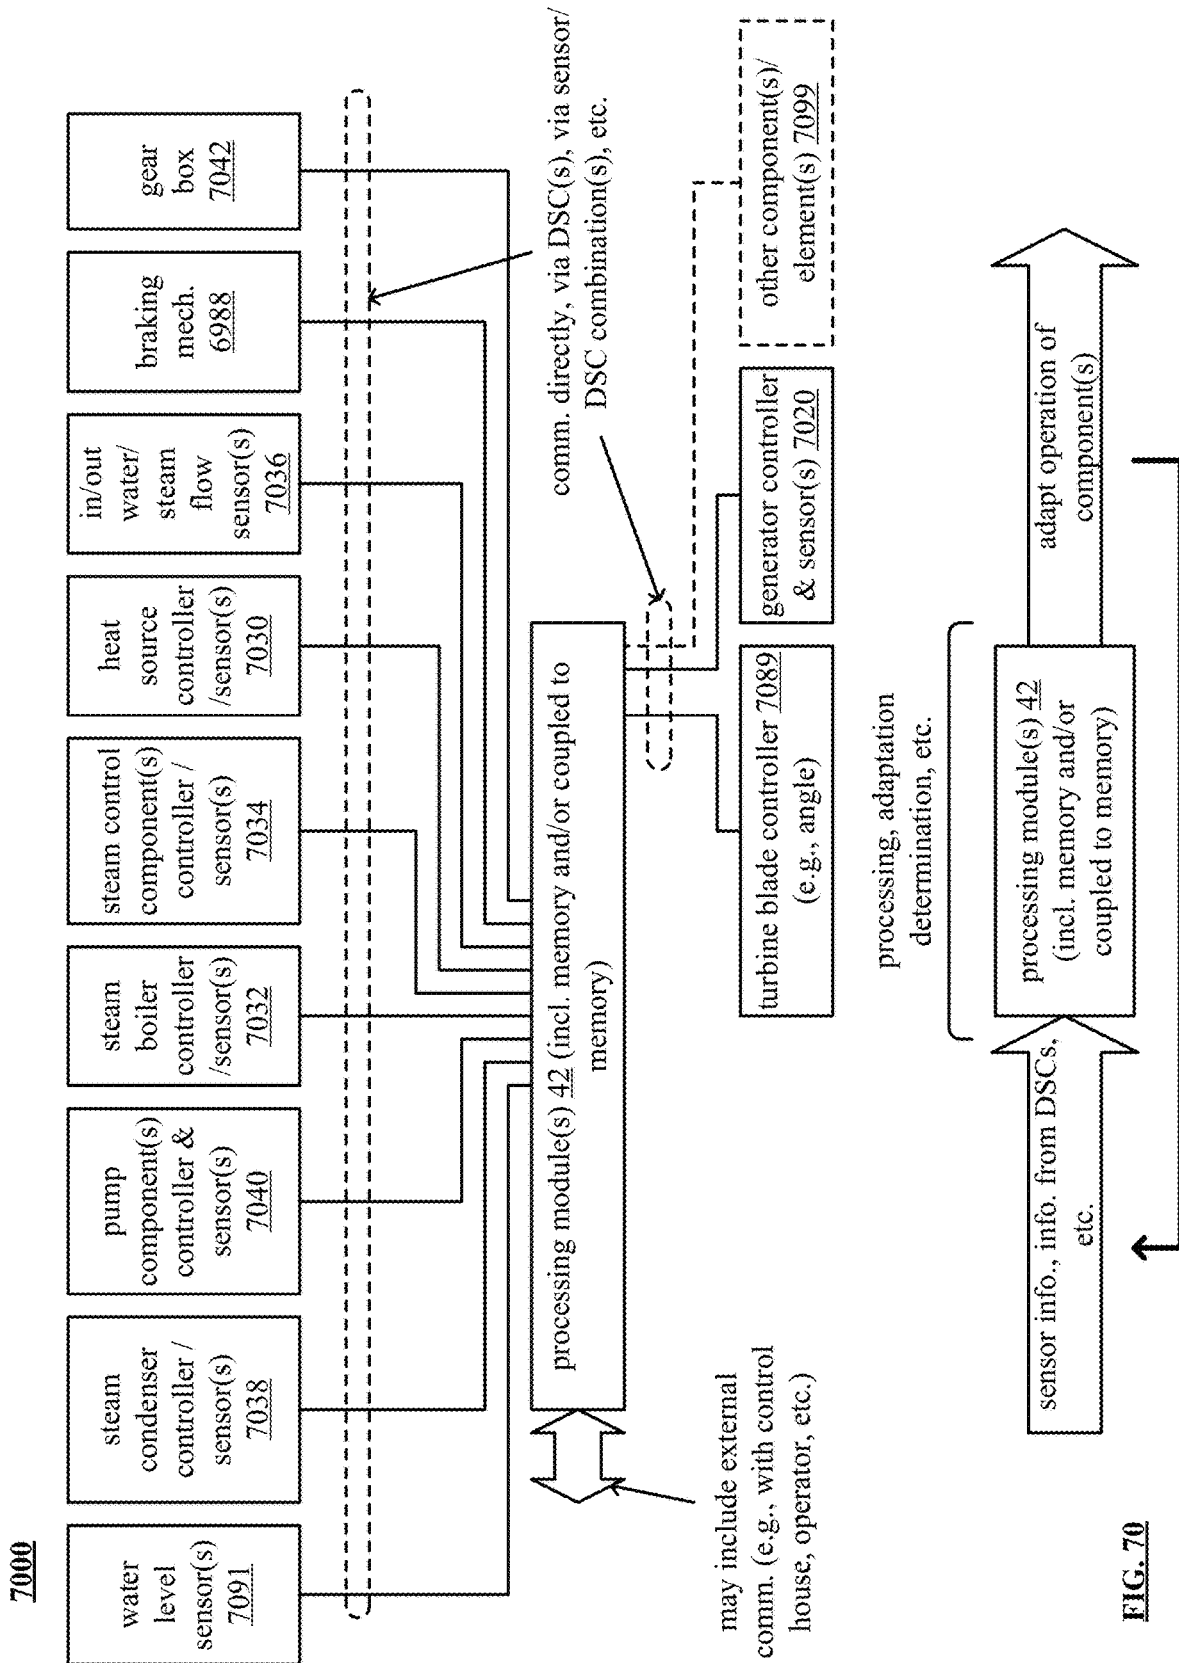 7000
water
level
sensor(s)
7091
steam
condenser
controller /
sensor(s)
7038
pump
component(s)
controller &
sensor(s)
7040
steam
boiler
controller
/sensor(s)
7032
steam control
component(s)
controller /
sensor(s)
7034
heat
source
controller
/sensor(s)
7030
in/out
water/
steam
flow
sensor(s)
7036
braking
mech.
6988
gear
box
7042
comm. directly, via DSC(s), via sensor/
DSC combination(s), etc.
processing module(s) 42 (incl. memory and/or coupled to
memory)
may include external
comm. (e.g., with control
house, operator, etc.)
turbine blade controller 7089
(e.g., angle)
generator controller
& sensor(s) 7020
other component(s)/
element(s) 7099
processing, adaptation
determination, etc.
sensor info., info. from DSCs,
etc.
processing module(s) 42
(incl. memory and/or
coupled to memory)
adapt operation of
component(s)
FIG. 70